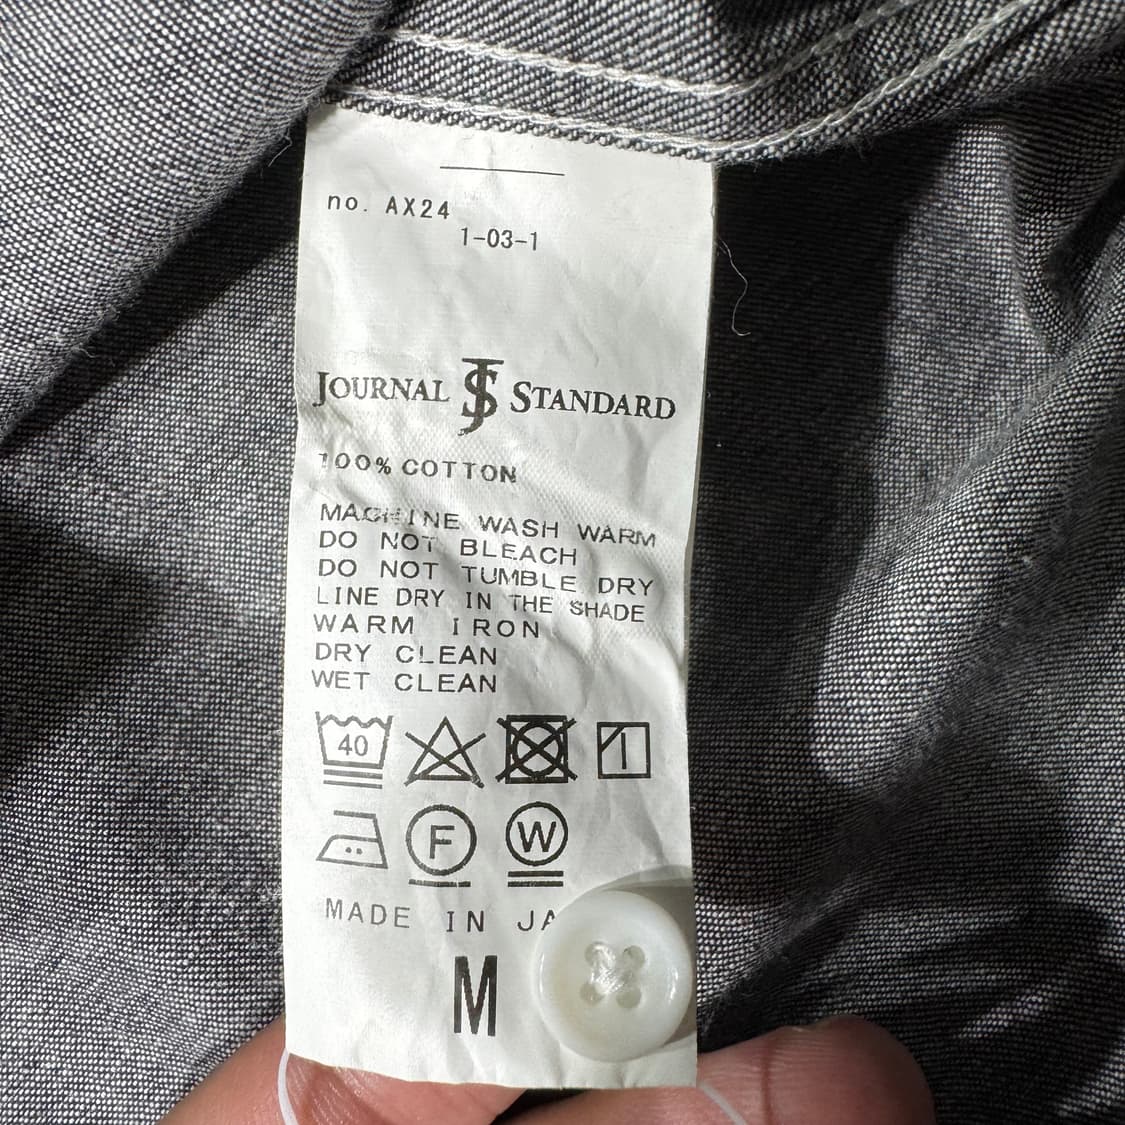 no. AX24
1-03-1
JOURNAL JS STANDARD
100% COTTON
MACHINE WASH WARM
DO NOT BLEACH
DO NOT TUMBLE DRY
LINE DRY IN THE SHADE
WARM IRON
DRY CLEAN
WET CLEAN
40
F W
MADE IN JA
M